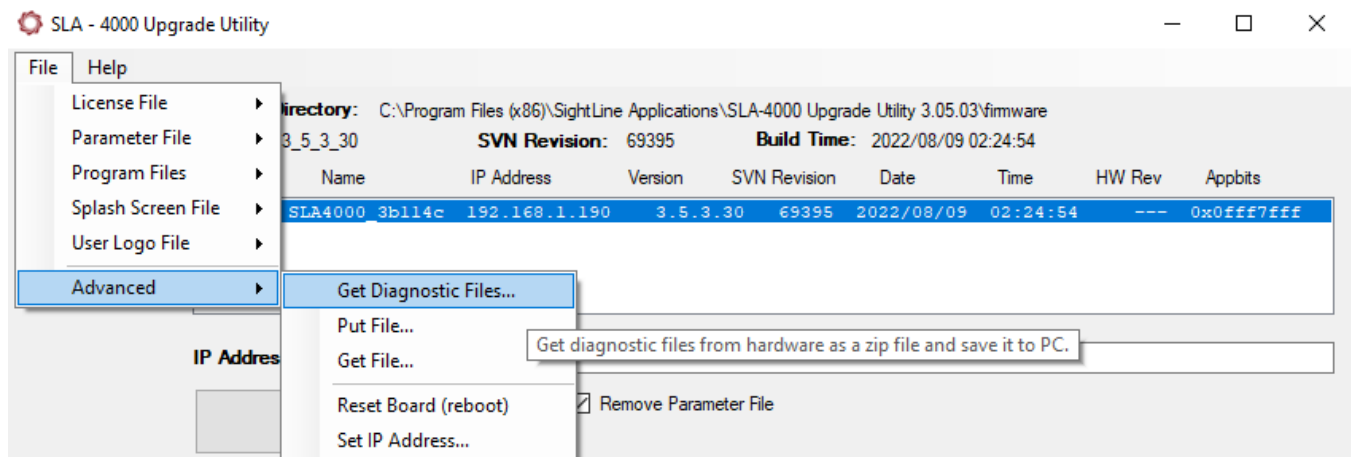 SLA - 4000 Upgrade Utility
File Help
License File
Directory: C:\Program Files (x86)\SightLine Applications\SLA-4000 Upgrade Utility 3.05.03\firmware
Parameter File
3_5_3_30 SVN Revision: 69395 Build Time: 2022/08/09 02:24:54
Program Files
Name IP Address Version SVN Revision Date Time HW Rev Appbits
Splash Screen File
SLA4000_3b114c 192.168.1.190 3.5.3.30 69395 2022/08/09 02:24:54 --- 0x0fff7fff
User Logo File
Advanced
Get Diagnostic Files...
Put File...
Get diagnostic files from hardware as a zip file and save it to PC.
IP Addres
Get File...
Reset Board (reboot)
Remove Parameter File
Set IP Address...